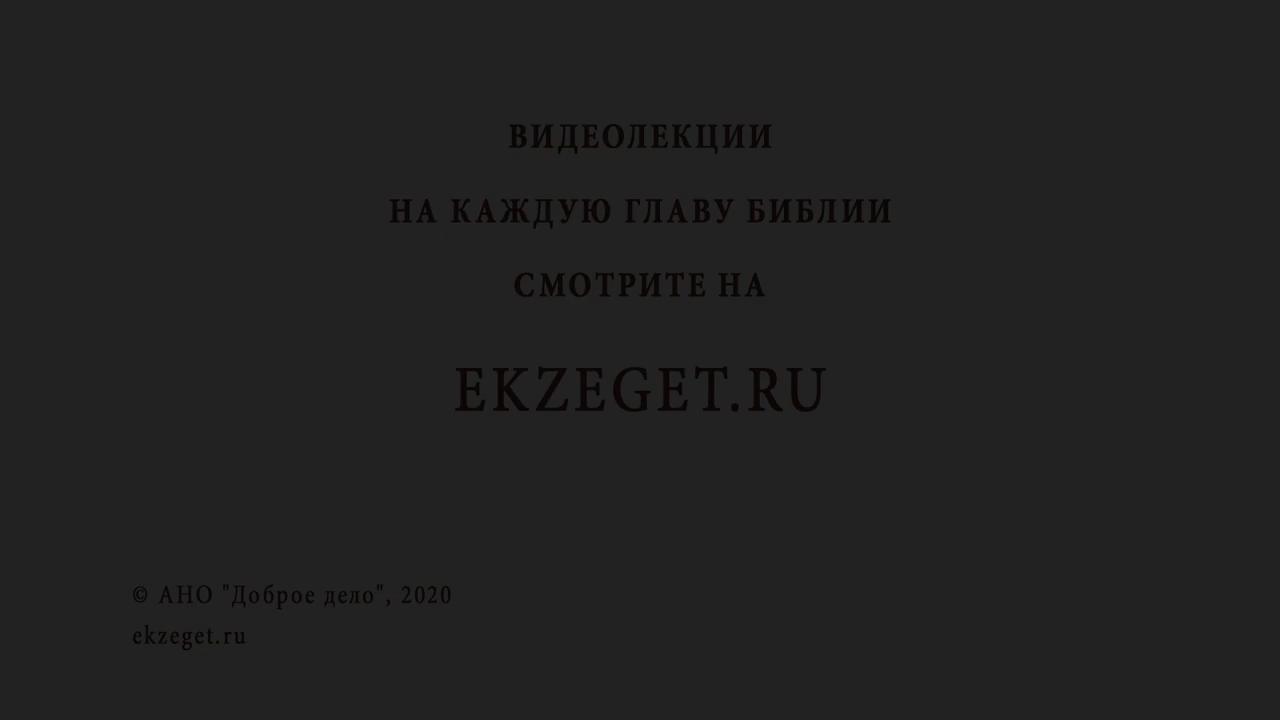 ВИДЕОЛЕКЦИИ
НА КАЖДУЮ ГЛАВУ БИБЛИИ
СМОТРИТЕ НА
EKZEGET.RU
© АНО "Доброе дело", 2020
ekzeget.ru